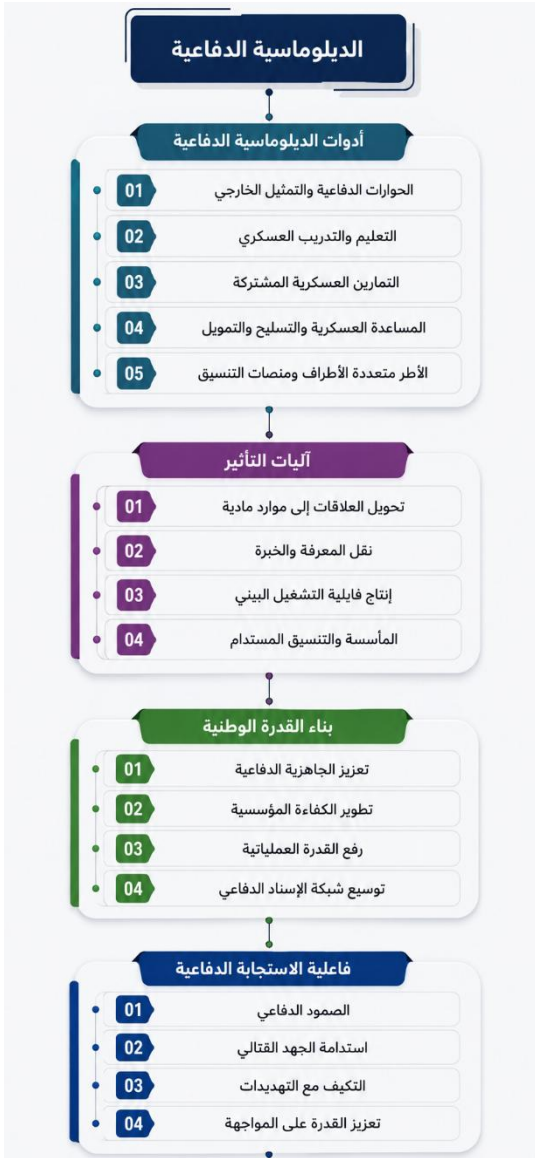 الديلوماسية الدفاعية
أدوات الديلوماسية الدفاعية
01 الحوارات الدفاعية والتمثيل الخارجي
02 التعليم والتدريب العسكري
03 التمارين العسكرية المشتركة
04 المساعدة العسكرية والتسليح والتمويل
05 الأطر متعددة الأطراف ومنصات التنسيق
آليات التأثير
01 تحويل العلاقات إلى موارد مادية
02 نقل المعرفة والخبرة
03 إنتاج فايلية التشغيل البيني
04 المأسسة والتنسيق المستدام
بناء القدرة الوطنية
01 تعزيز الجاهزية الدفاعية
02 تطوير الكفاءة المؤسسية
03 رفع القدرة العملياتية
04 توسيع شبكة الإسناد الدفاعي
فاعلية الاستجابة الدفاعية
01 الصمود الدفاعي
02 استدامة الجهد القتالي
03 التكيف مع التهديدات
04 تعزيز القدرة على المواجهة